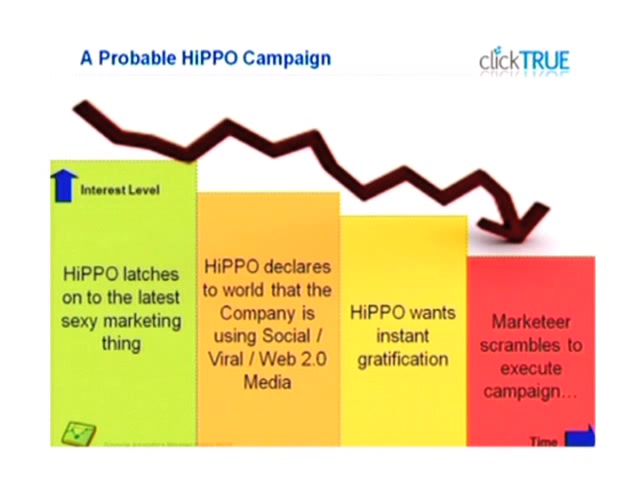 A Probable HiPPO Campaign
clickTRUE
Interest Level
HiPPO latches
on to the latest
sexy marketing
thing
HiPPO declares
to world that the
Company is
using Social /
Viral / Web 2.0
Media
HiPPO wants
instant
gratification
Marketeer
scrambles to
execute
campaign…
Time